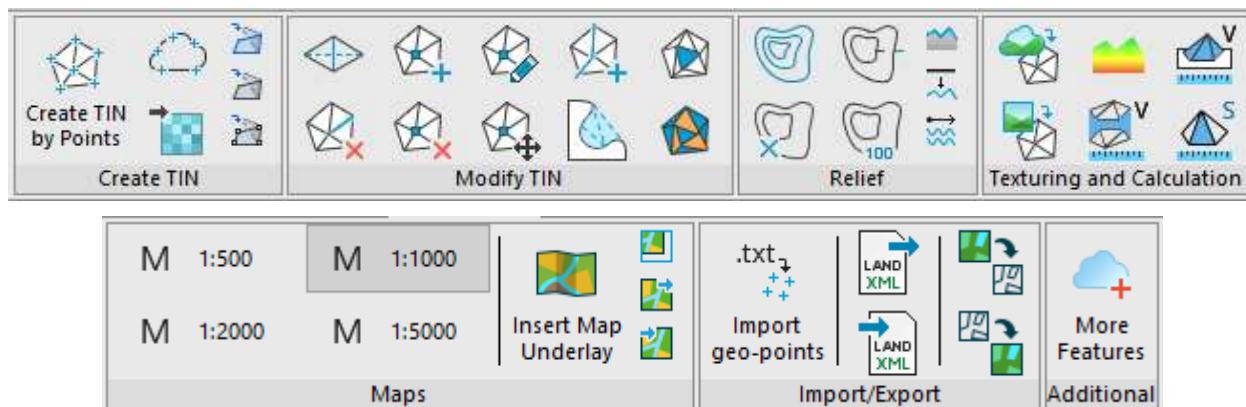 Create TIN
by Points
Create TIN
Modify TIN
100
Relief
V
V
S
Texturing and Calculation
M 1:500
M 1:1000
M 1:2000
M 1:5000
Insert Map
Underlay
Maps
.txt
Import
geo-points
LAND
XML
LAND
XML
Import/Export
More
Features
Additional